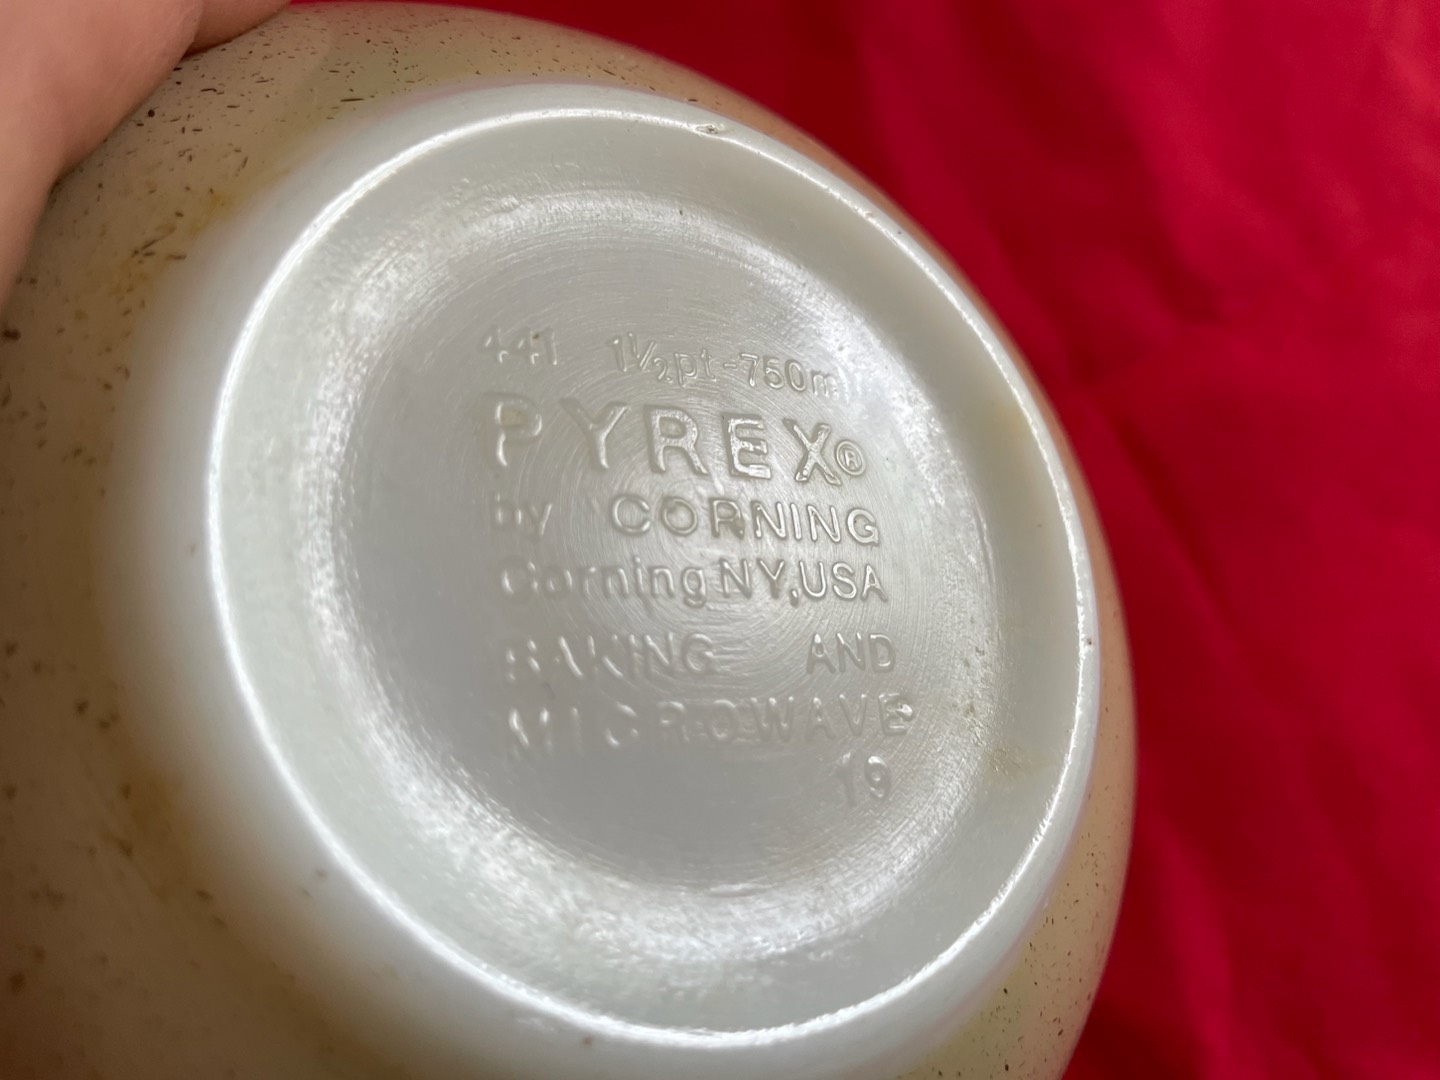 441 1½pt-750ml
PYREX®
by CORNING
Corning NY, USA
BAKING AND
MICROWAVE
19